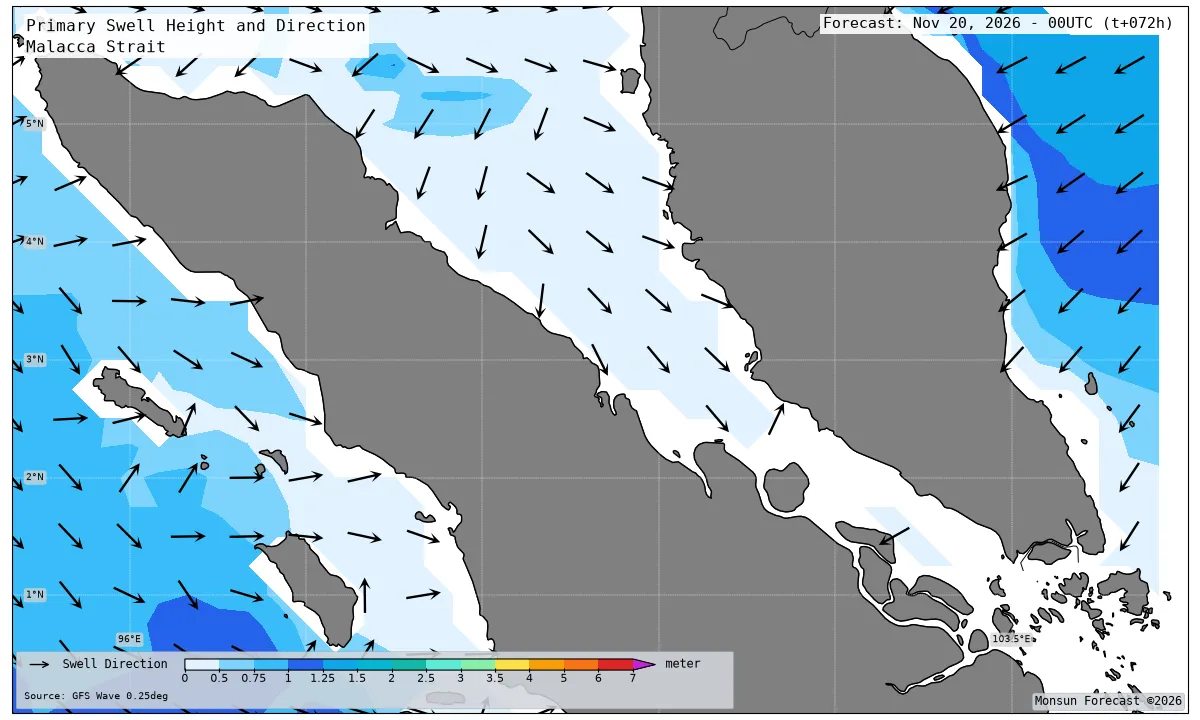 Primary Swell Height and Direction
Malacca Strait
Forecast: Nov 20, 2026 - 00UTC (t+072h)
5°N
4°N
3°N
2°N
1°N
96°E
103.5°E
Swell Direction
meter
0 0.5 0.75 1 1.25 1.5 2 2.5 3 3.5 4 5 6 7
Source: GFS Wave 0.25deg
Monsun Forecast ©2026